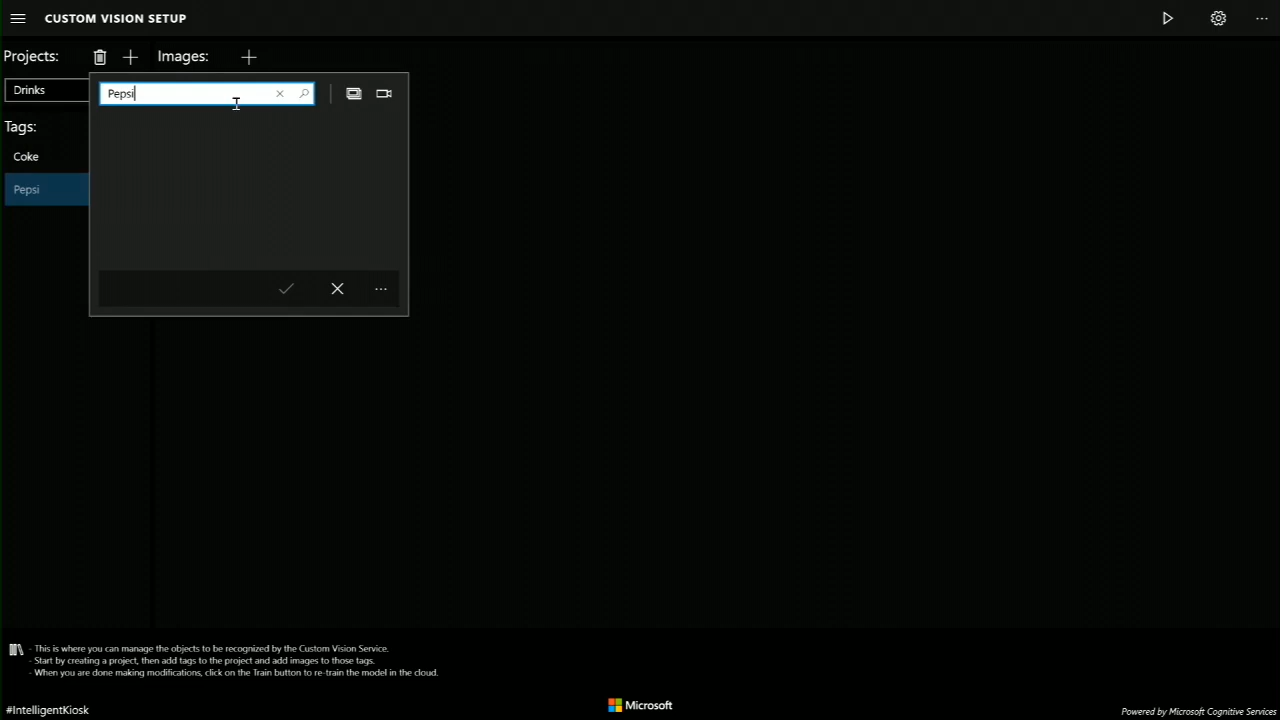 CUSTOM VISION SETUP
Projects:
Images:
Drinks
Pepsi
Tags:
Coke
Pepsi
- This is where you can manage the objects to be recognized by the Custom Vision Service.
- Start by creating a project, then add tags to the project and add images to those tags.
- When you are done making modifications, click on the Train button to re-train the model in the cloud.
#IntelligentKiosk
Microsoft
Powered by Microsoft Cognitive Services